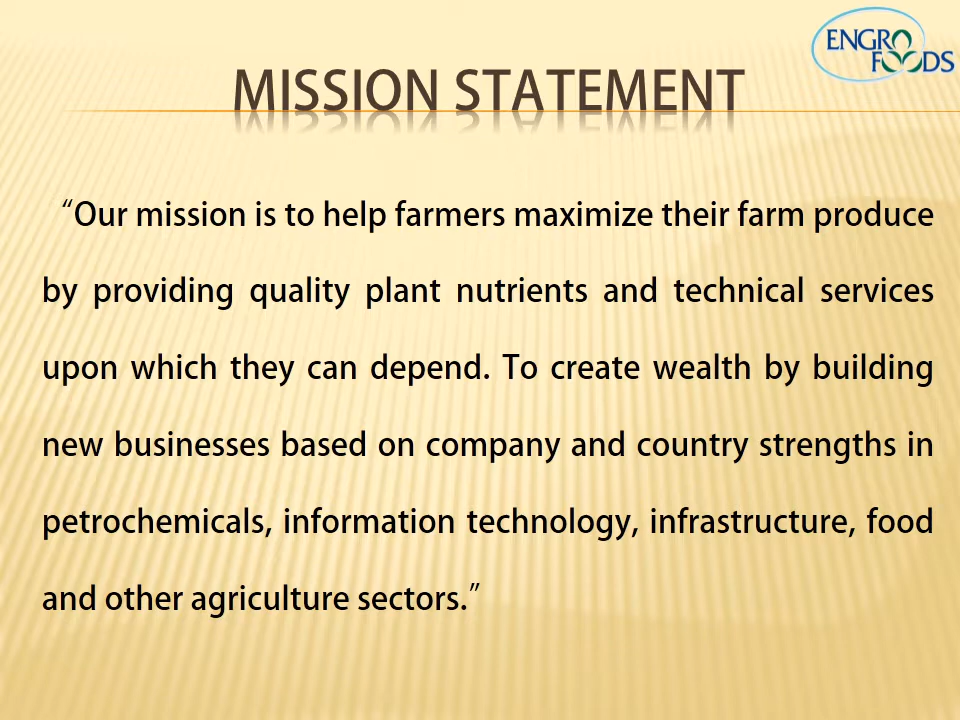 ENGRO
FOODS
MISSION STATEMENT
“Our mission is to help farmers maximize their farm produce
by providing quality plant nutrients and technical services
upon which they can depend. To create wealth by building
new businesses based on company and country strengths in
petrochemicals, information technology, infrastructure, food
and other agriculture sectors.”